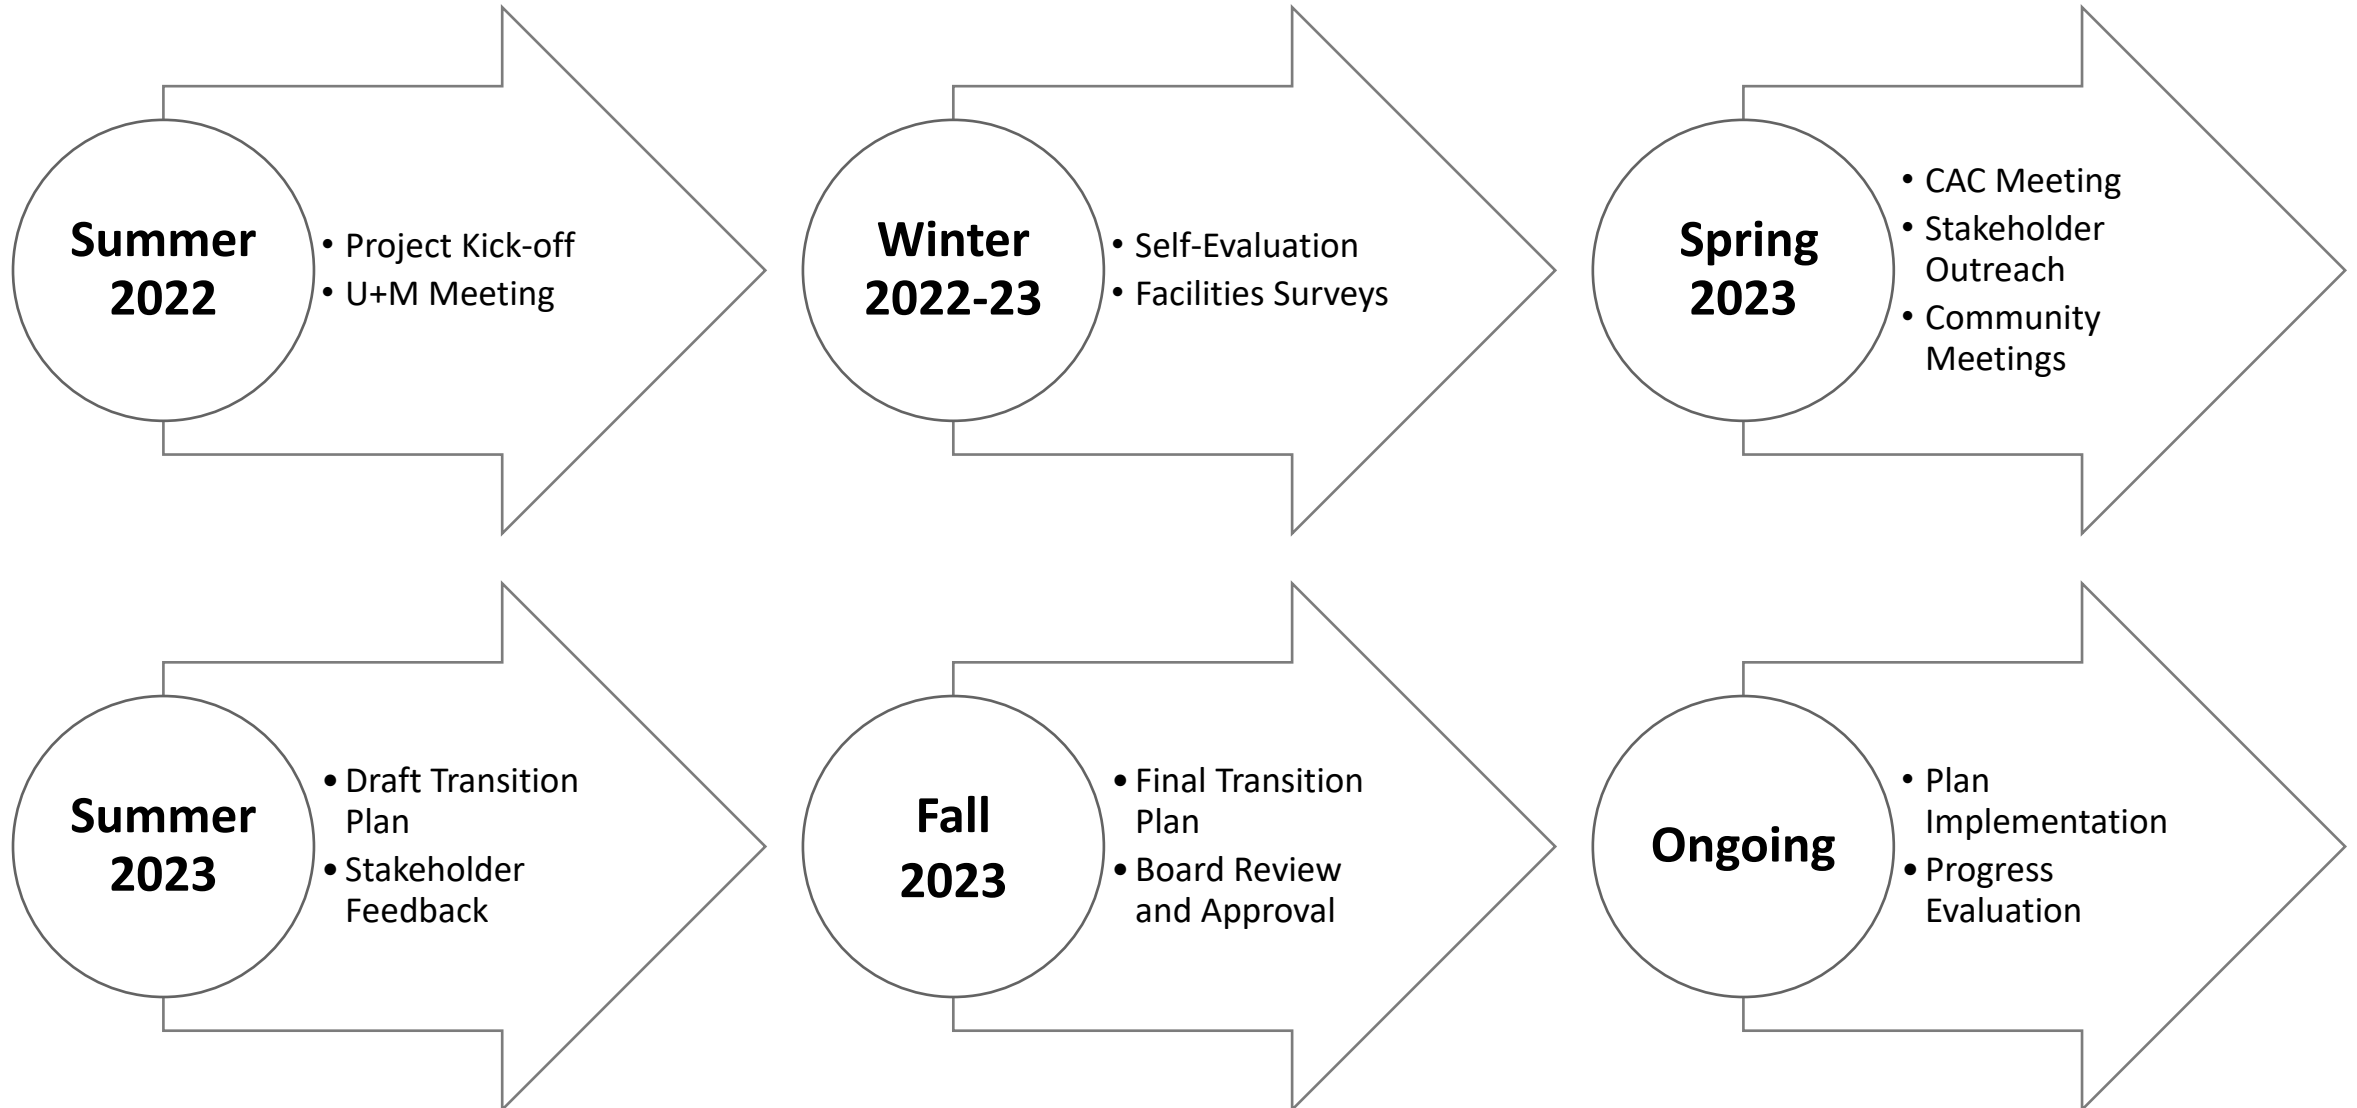 Summer
2022
• Project Kick-off
• U+M Meeting
Winter
2022-23
• Self-Evaluation
• Facilities Surveys
Spring
2023
• CAC Meeting
• Stakeholder
Outreach
• Community
Meetings
Summer
2023
• Draft Transition
Plan
• Stakeholder
Feedback
Fall
2023
• Final Transition
Plan
• Board Review
and Approval
Ongoing
• Plan
Implementation
• Progress
Evaluation